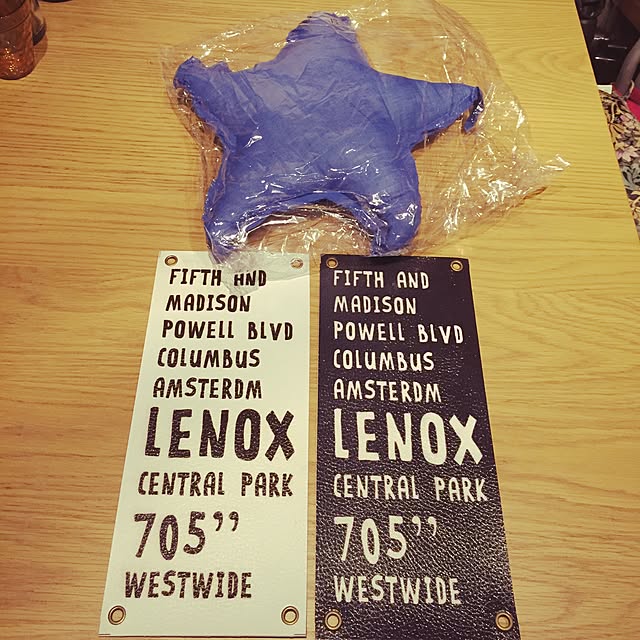 FIFTH AND
MADISON
POWELL BLVD
COLUMBUS
AMSTERDM
LENOX
CENTRAL PARK
705”
WESTWIDE
FIFTH AND
MADISON
POWELL BLVD
COLUMBUS
AMSTERDM
LENOX
CENTRAL PARK
705”
WESTWIDE